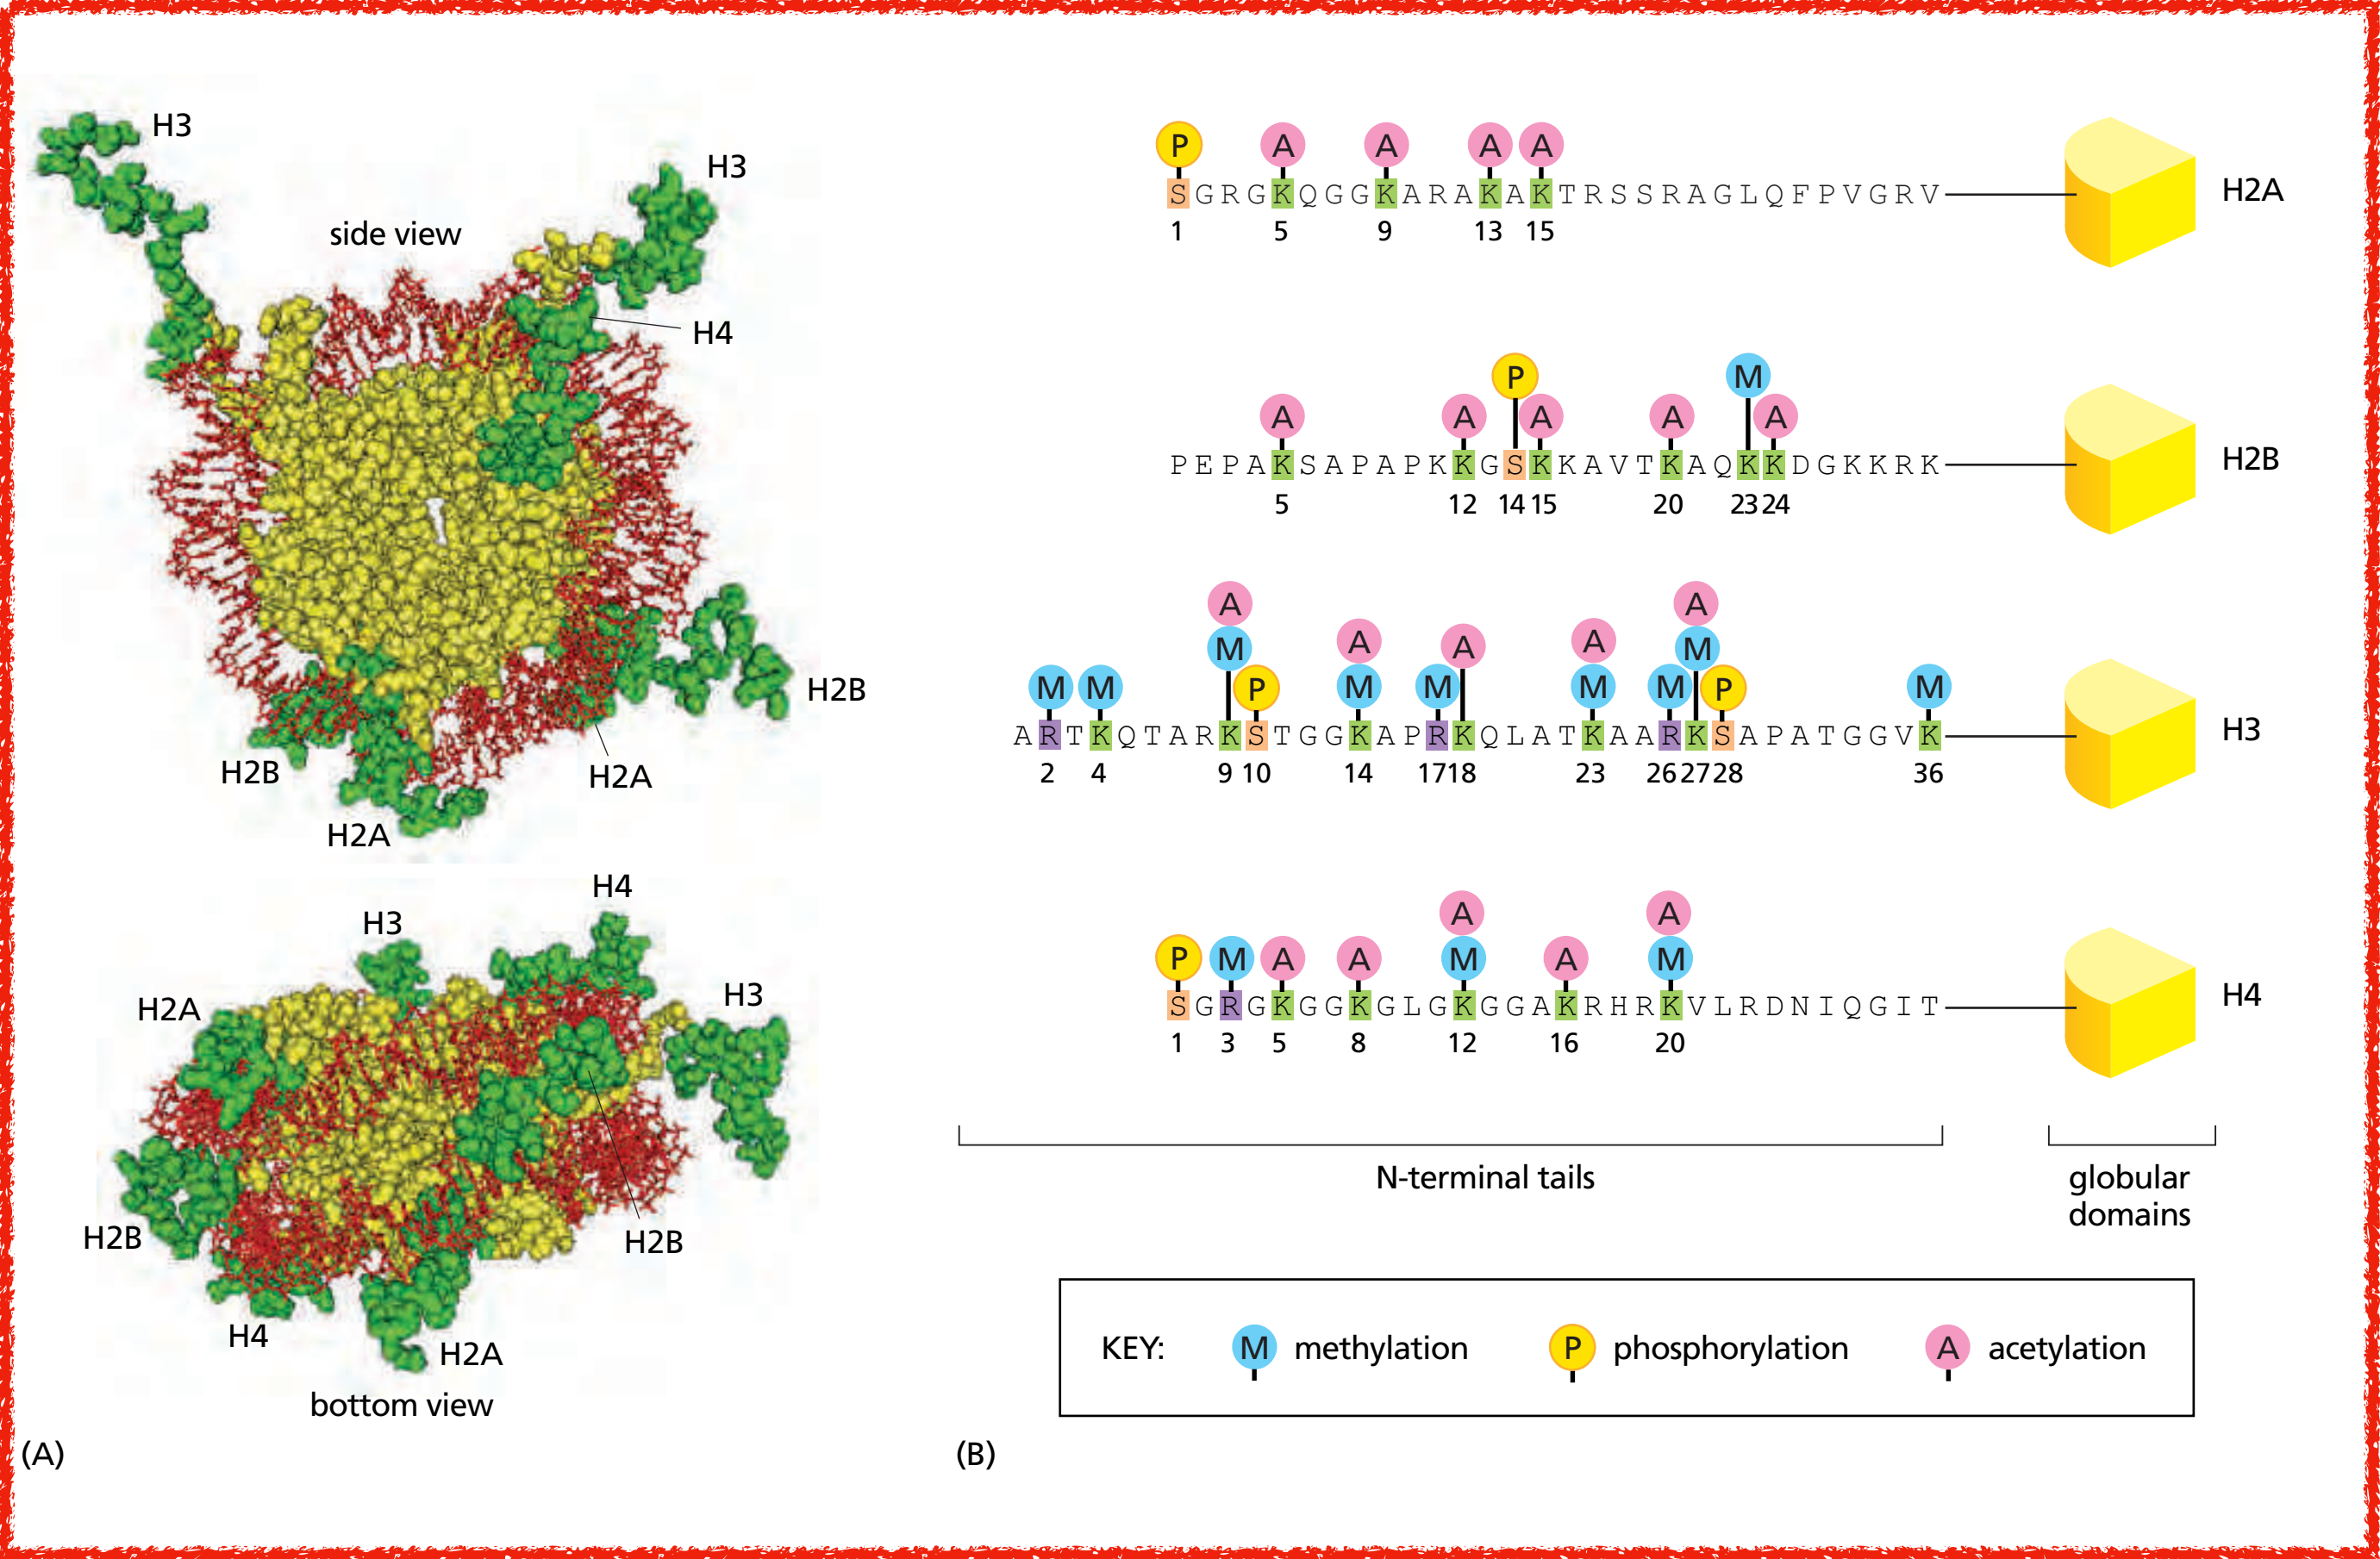 H3
H3
side view
H4
H2B
H2B
H2A
H2A
H4
H3
H3
H2A
H2B
H2B
H4
H2A
bottom view
(A)
P A A A A
SGRGKQGGKARAKAKTRSSRAGLQFPVGRV
H2A
1 5 9 13 15
P M
A A A A A
PEPAKSAPAPKKGSKKAVTKAQKKDGKKRK
H2B
5 12 14 15 20 23 24
A A
M A A A M
M M P M M M M P M
ARTKQTARKSTGGKAPRKQLATKAARKSAPATGGVK
H3
2 4 9 10 14 17 18 23 26 27 28 36
A A
P M A A M A M
SGRGKGGKGLGKGGAKRHRKVLRDNIQGIT
H4
1 3 5 8 12 16 20
N-terminal tails
globular
domains
KEY: M methylation P phosphorylation A acetylation
(B)